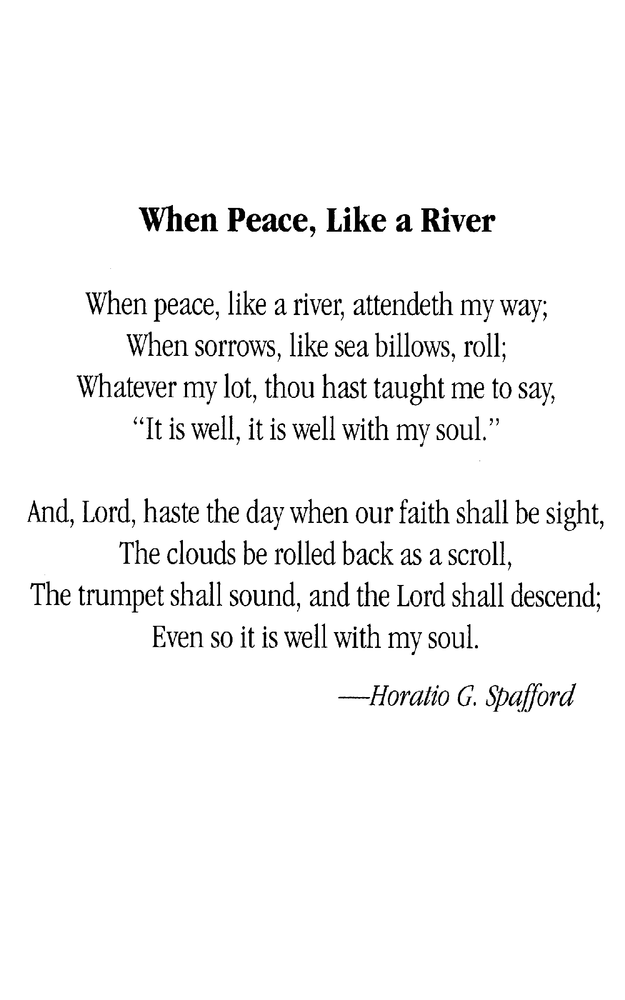 When Peace, Like a River
When peace, like a river, attendeth my way;
When sorrows, like sea billows, roll;
Whatever my lot, thou hast taught me to say,
“It is well, it is well with my soul.”
And, Lord, haste the day when our faith shall be sight,
The clouds be rolled back as a scroll,
The trumpet shall sound, and the Lord shall descend;
Even so it is well with my soul.
—Horatio G. Spafford